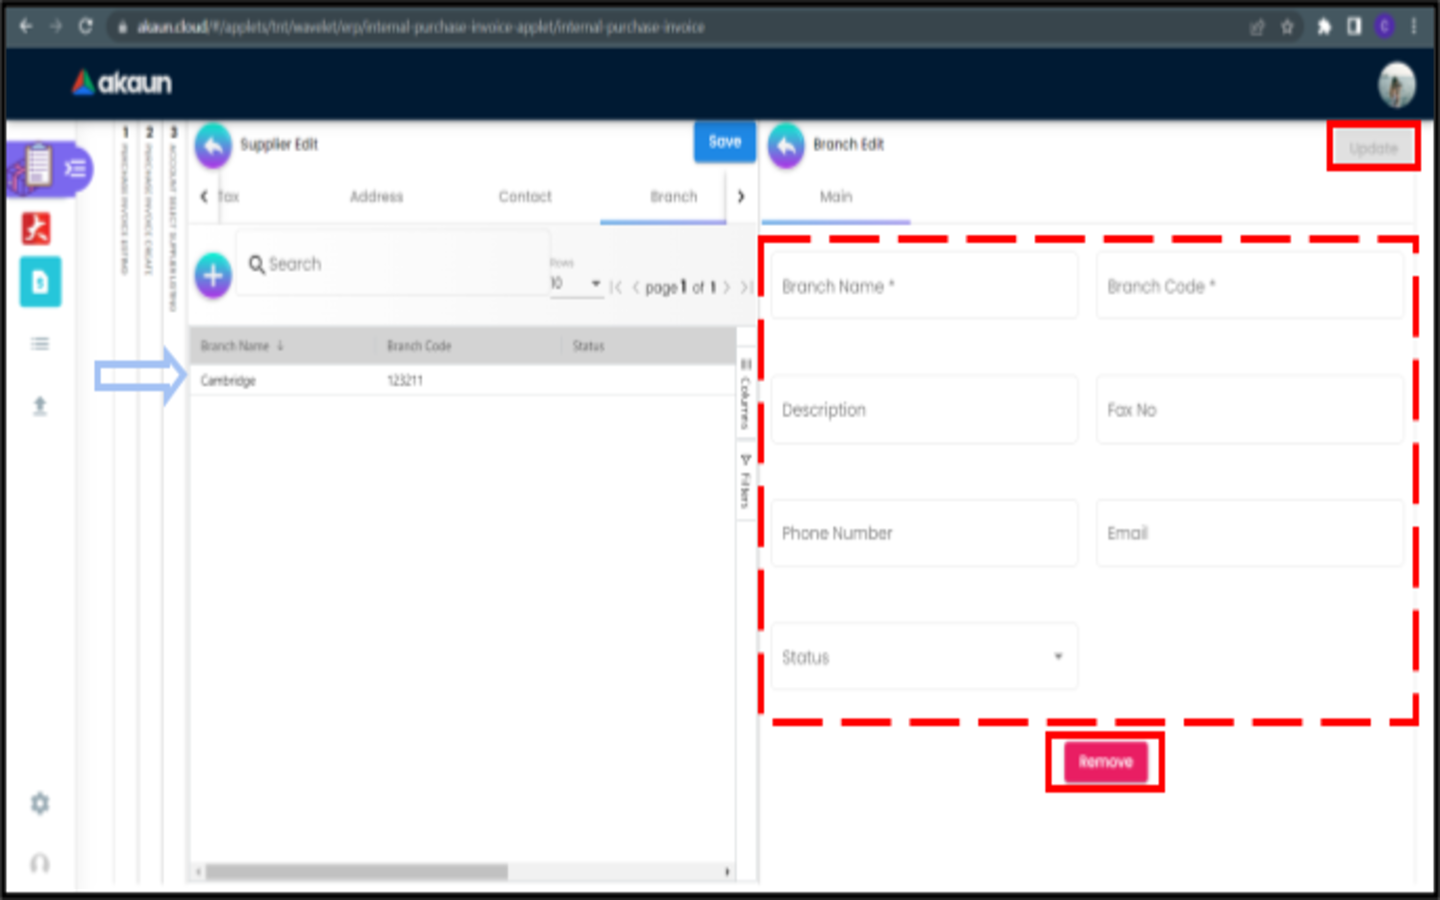 akaun.cloud/#/applets/tnt/wavelet/erp/internal-purchase-invoice-applet/internal-purchase-invoice
C
akaun
1 PURCHASE INVOICE LISTING
2 PURCHASE INVOICE CREATE
3 ACCOUNT SELECT SUPPLIER LISTING
Supplier Edit
Save
Tax
Address
Contact
Branch
Search
Rows
10
page 1 of 1
Branch Name ↓
Branch Code
Status
Cambridge
123211
Columns
Filters
Branch Edit
Update
Main
Branch Name *
Branch Code *
Description
Fax No
Phone Number
Email
Status
Remove